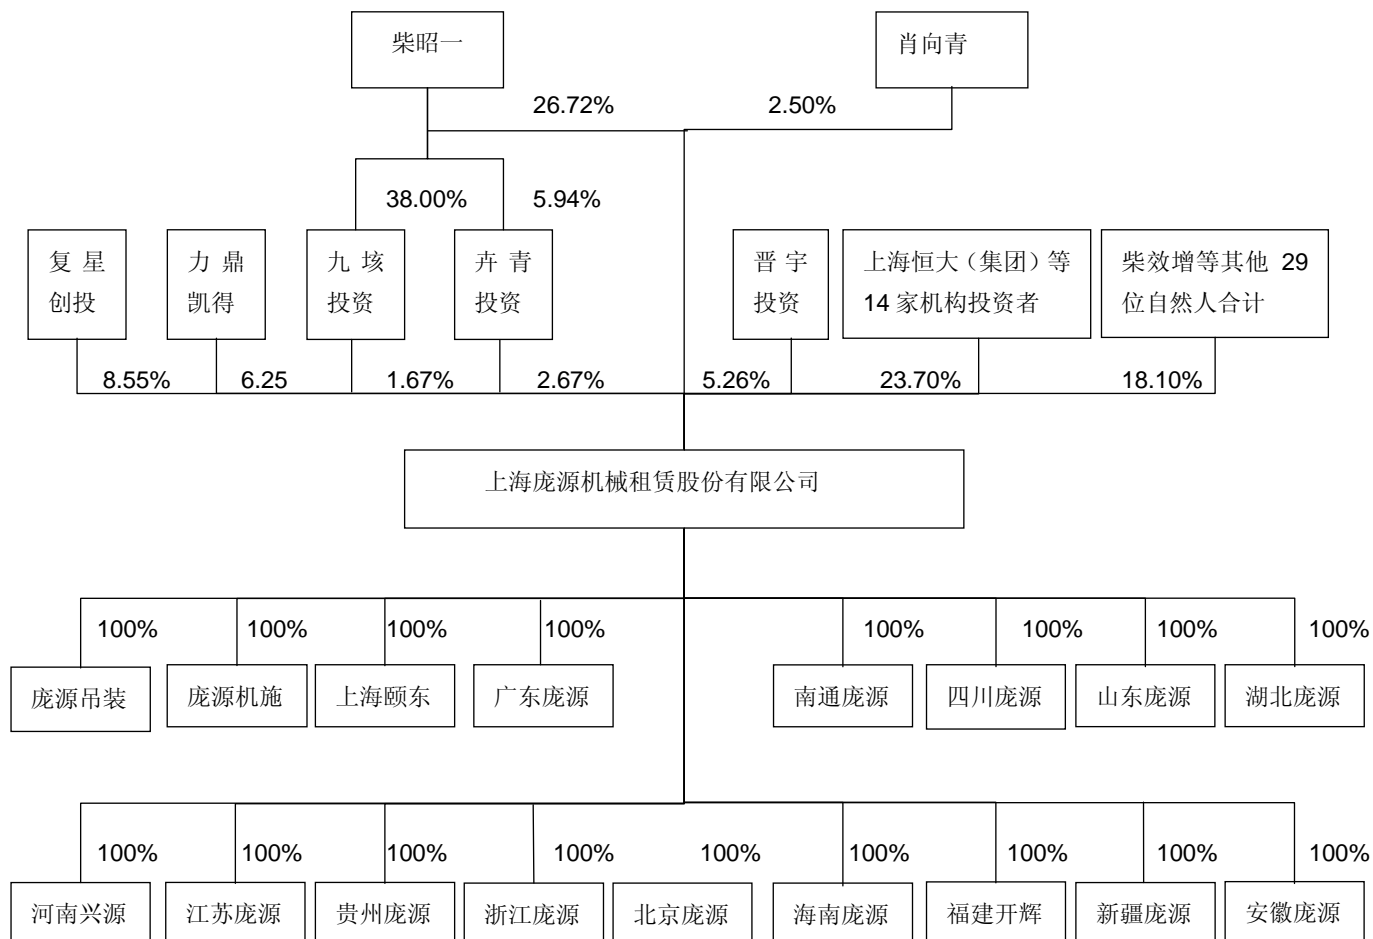 柴昭一
肖向青
26.72%
2.50%
38.00%
5.94%
复星
创投
力鼎
凯得
九垓
投资
卉青
投资
晋宇
投资
上海恒大（集团）等
14 家机构投资者
柴效增等其他 29
位自然人合计
8.55%
6.25
1.67%
2.67%
5.26%
23.70%
18.10%
上海庞源机械租赁股份有限公司
100%
100%
100%
100%
100%
100%
100%
100%
庞源吊装
庞源机施
上海颐东
广东庞源
南通庞源
四川庞源
山东庞源
湖北庞源
100%
100%
100%
100%
100%
100%
100%
100%
100%
河南兴源
江苏庞源
贵州庞源
浙江庞源
北京庞源
海南庞源
福建开辉
新疆庞源
安徽庞源